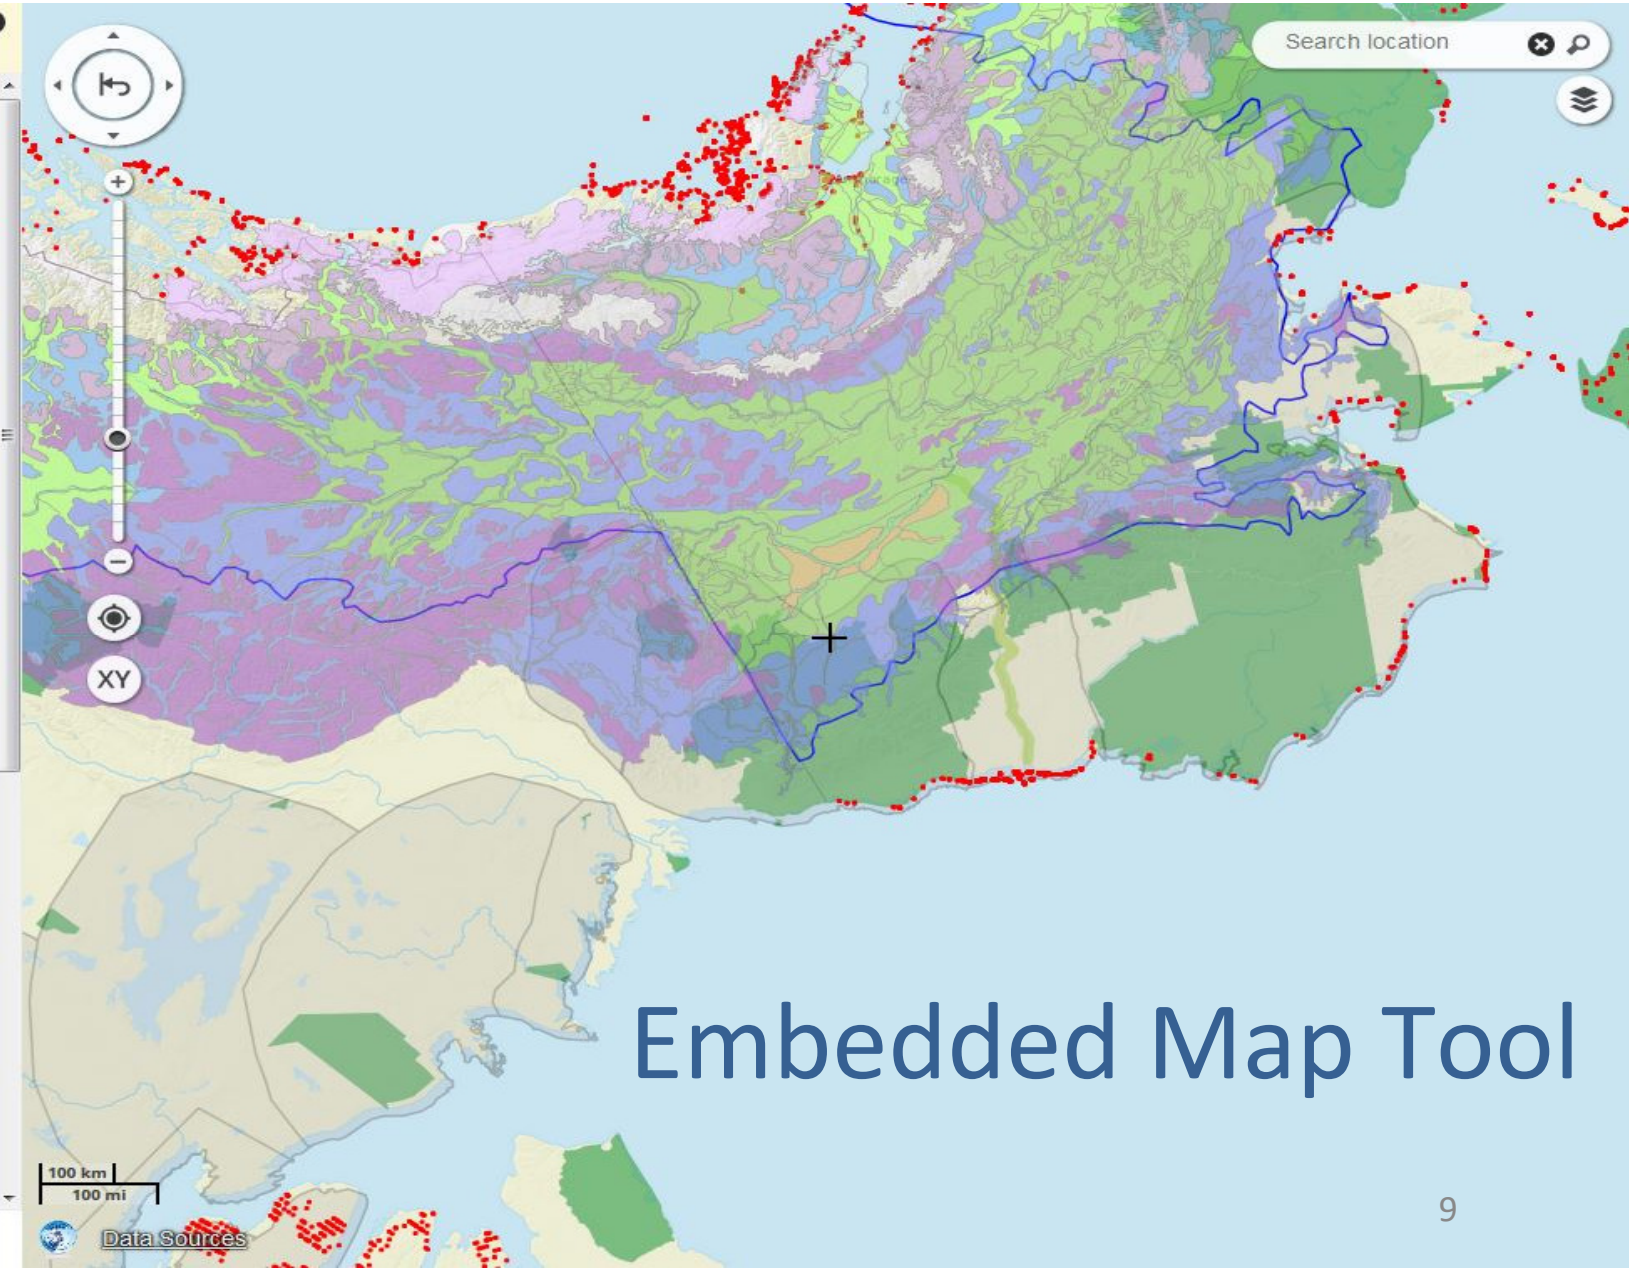 Search location
XY
Embedded Map Tool
100 km
100 mi
Data Sources
9